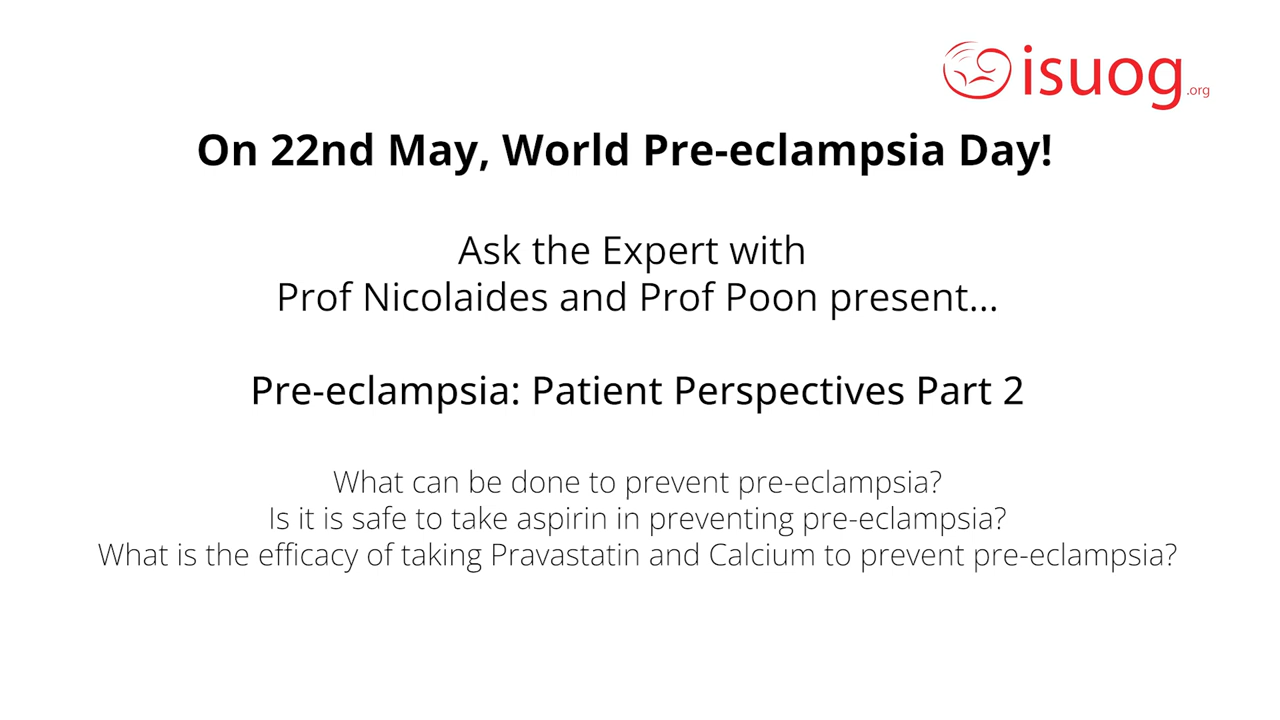 isuog.org
On 22nd May, World Pre-eclampsia Day!
Ask the Expert with
Prof Nicolaides and Prof Poon present...
Pre-eclampsia: Patient Perspectives Part 2
What can be done to prevent pre-eclampsia?
Is it is safe to take aspirin in preventing pre-eclampsia?
What is the efficacy of taking Pravastatin and Calcium to prevent pre-eclampsia?